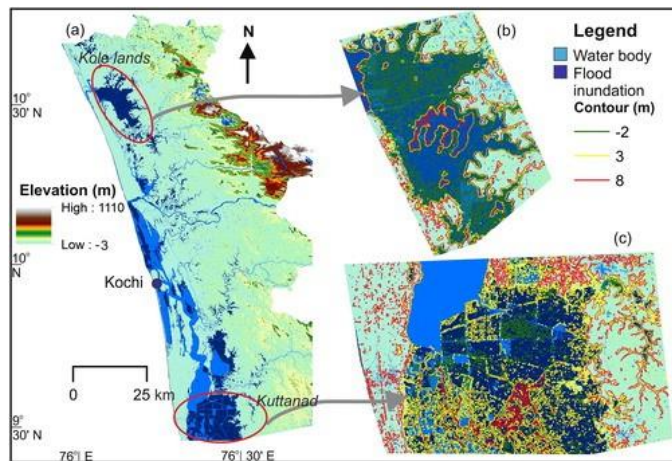 (a)
Kole lands
N
10°
30' N
Elevation (m)
High : 1110
Low : -3
10°
N
Kochi
0 25 km
Kuttanad
9°
30' N
76° E
76° 30' E
(b)
Legend
Water body
Flood
inundation
Contour (m)
-2
3
8
(c)